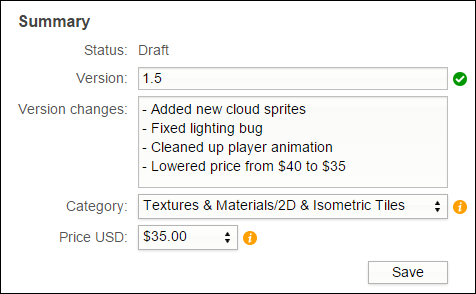 Summary
Status: Draft
Version: 1.5
Version changes: - Added new cloud sprites
- Fixed lighting bug
- Cleaned up player animation
- Lowered price from $40 to $35
Category: Textures & Materials/2D & Isometric Tiles
Price USD: $35.00
Save